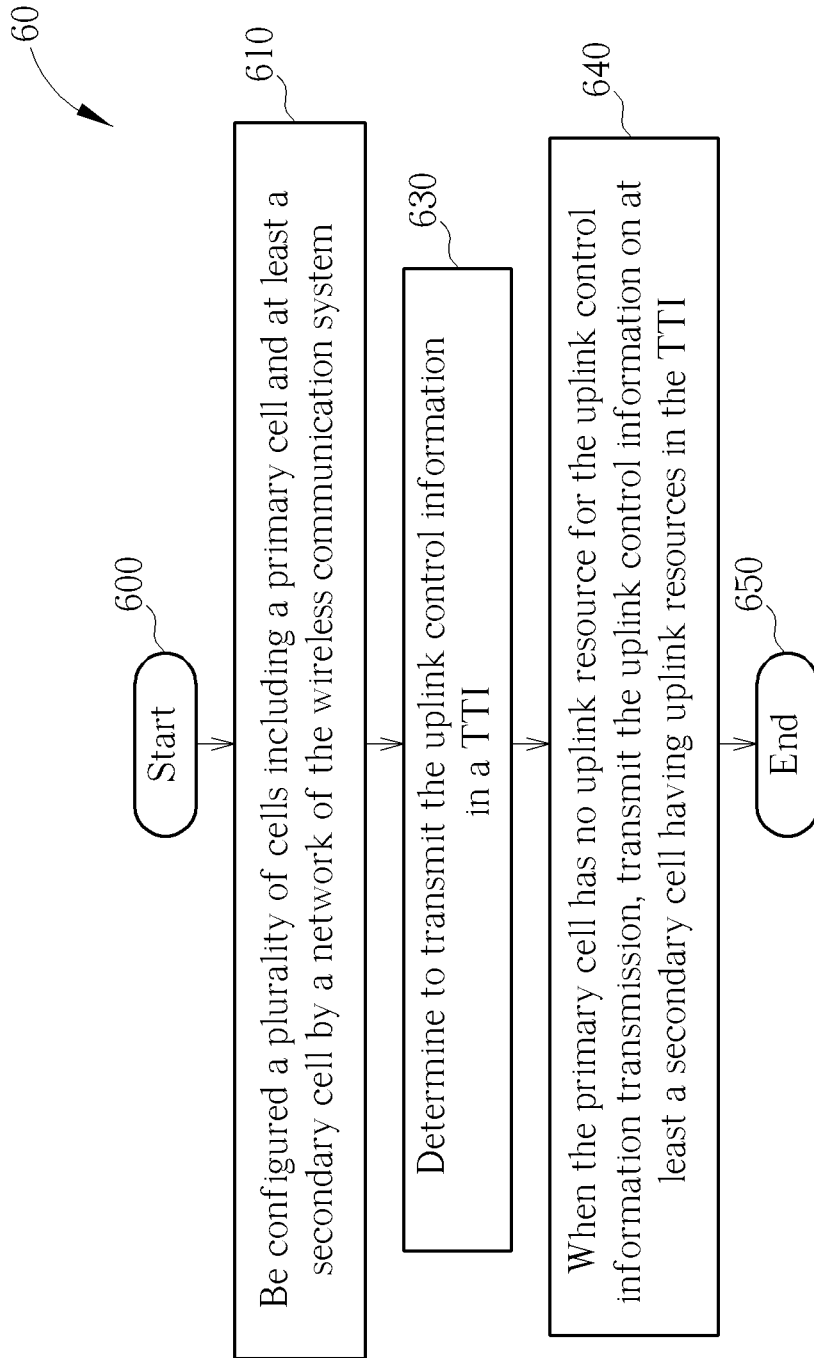 60
600
Start
610
Be configured a plurality of cells including a primary cell and at least a
secondary cell by a network of the wireless communication system
630
Determine to transmit the uplink control information
in a TTI
640
When the primary cell has no uplink resource for the uplink control
information transmission, transmit the uplink control information on at
least a secondary cell having uplink resources in the TTI
650
End